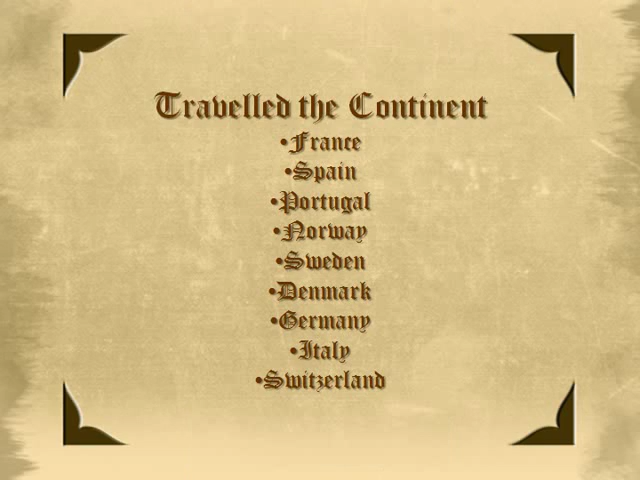 Travelled the Continent
•France
•Spain
•Portugal
•Norway
•Sweden
•Denmark
•Germany
•Italy
•Switzerland